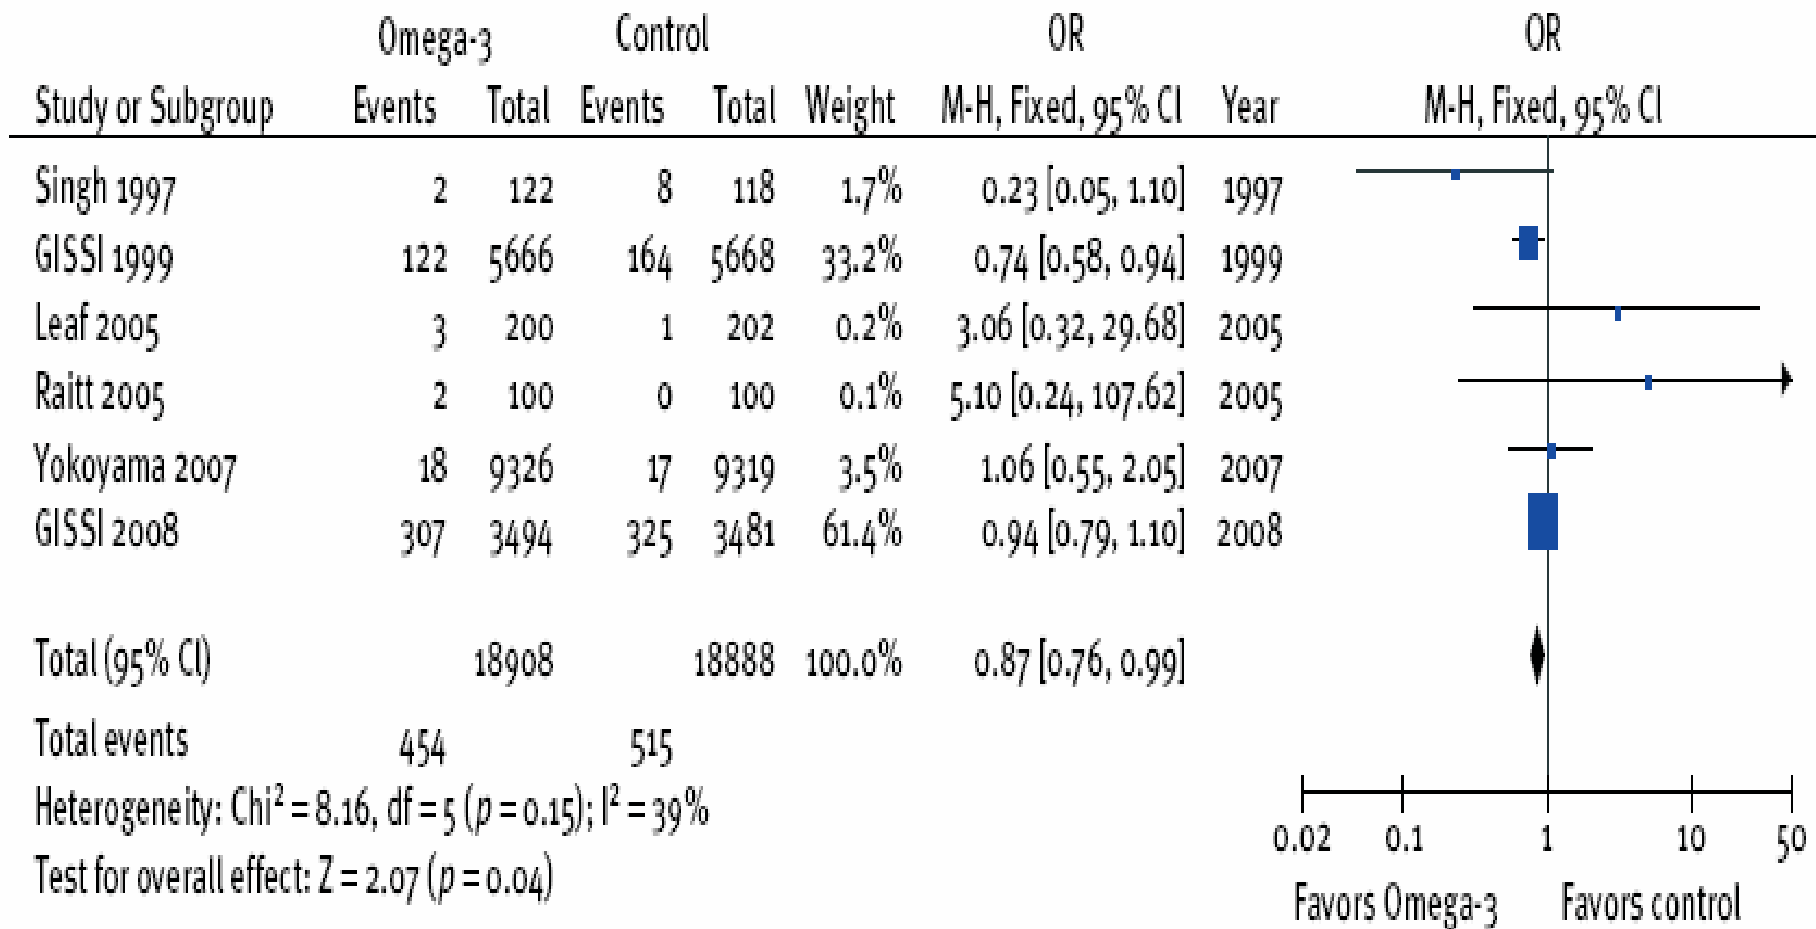 Omega-3 Control OR OR
Study or Subgroup Events Total Events Total Weight M-H, Fixed, 95% CI Year M-H, Fixed, 95% CI
Singh 1997 2 122 8 118 1.7% 0.23 [0.05, 1.10] 1997
GISSI 1999 122 5666 164 5668 33.2% 0.74 [0.58, 0.94] 1999
Leaf 2005 3 200 1 202 0.2% 3.06 [0.32, 29.68] 2005
Raitt 2005 2 100 0 100 0.1% 5.10 [0.24, 107.62] 2005
Yokoyama 2007 18 9326 17 9319 3.5% 1.06 [0.55, 2.05] 2007
GISSI 2008 307 3494 325 3481 61.4% 0.94 [0.79, 1.10] 2008
Total (95% CI) 18908 18888 100.0% 0.87 [0.76, 0.99]
Total events 454 515
Heterogeneity: Chi² = 8.16, df = 5 (p = 0.15); I² = 39%
Test for overall effect: Z = 2.07 (p = 0.04)
0.02 0.1 1 10 50
Favors Omega-3 Favors control